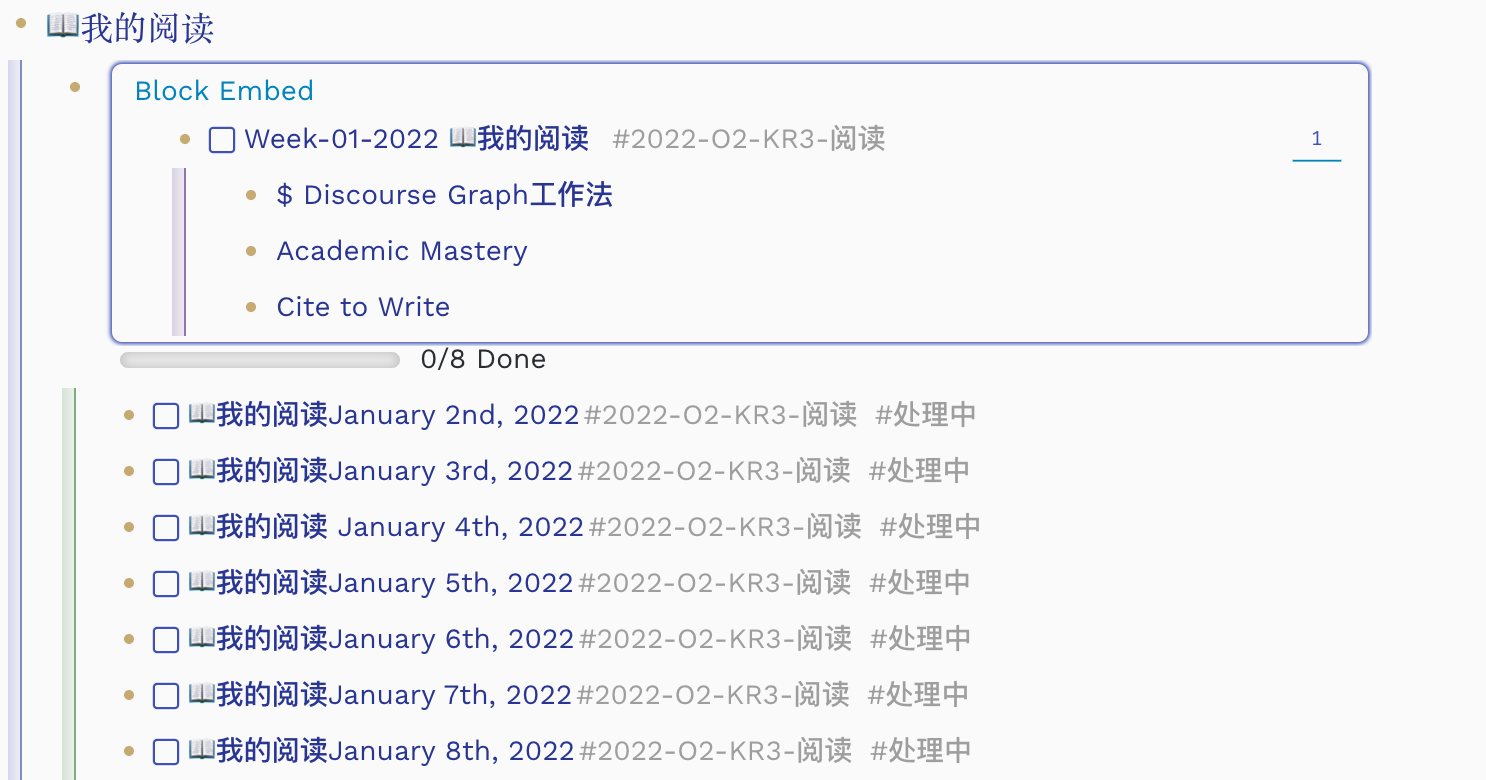 📖我的阅读
Block Embed
Week-01-2022 📖我的阅读 #2022-O2-KR3-阅读 1
$ Discourse Graph工作法
Academic Mastery
Cite to Write
0/8 Done
📖我的阅读January 2nd, 2022#2022-O2-KR3-阅读 #处理中
📖我的阅读January 3rd, 2022#2022-O2-KR3-阅读 #处理中
📖我的阅读 January 4th, 2022#2022-O2-KR3-阅读 #处理中
📖我的阅读January 5th, 2022#2022-O2-KR3-阅读 #处理中
📖我的阅读January 6th, 2022#2022-O2-KR3-阅读 #处理中
📖我的阅读January 7th, 2022#2022-O2-KR3-阅读 #处理中
📖我的阅读January 8th, 2022#2022-O2-KR3-阅读 #处理中